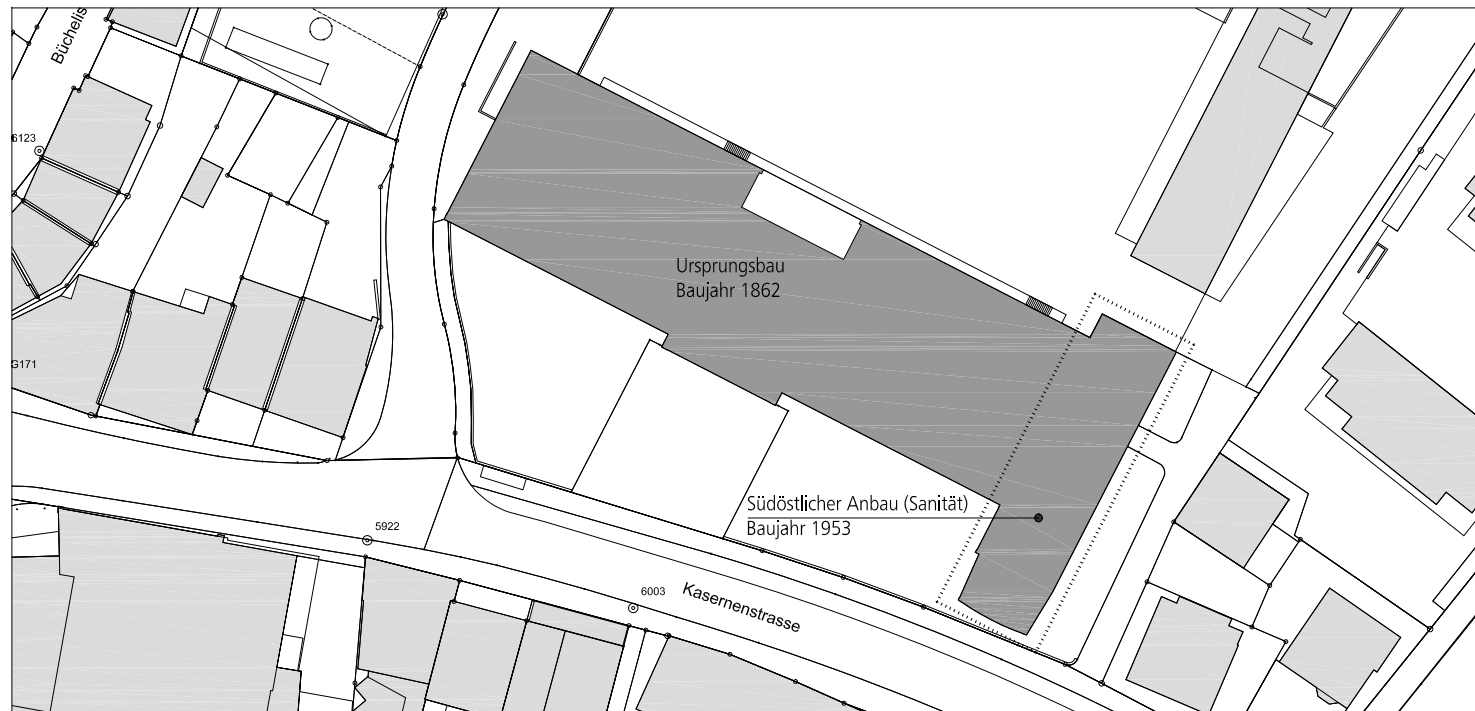 Büchelis
6123
Ursprungsbau
Baujahr 1862
G171
Südöstlicher Anbau (Sanität)
Baujahr 1953
5922
6003
Kasernenstrasse